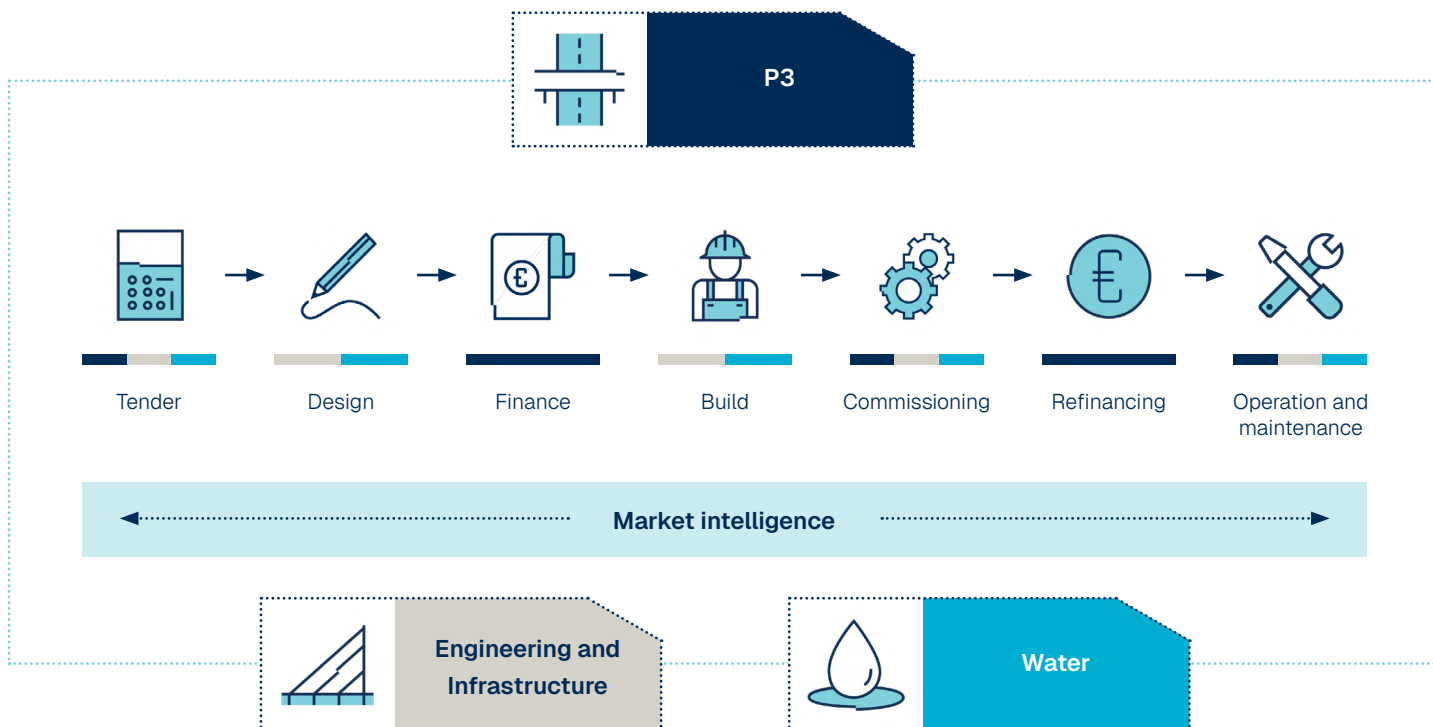 P3
Tender
Design
Finance
Build
Commissioning
Refinancing
Operation and
maintenance
Market intelligence
Engineering and
Infrastructure
Water